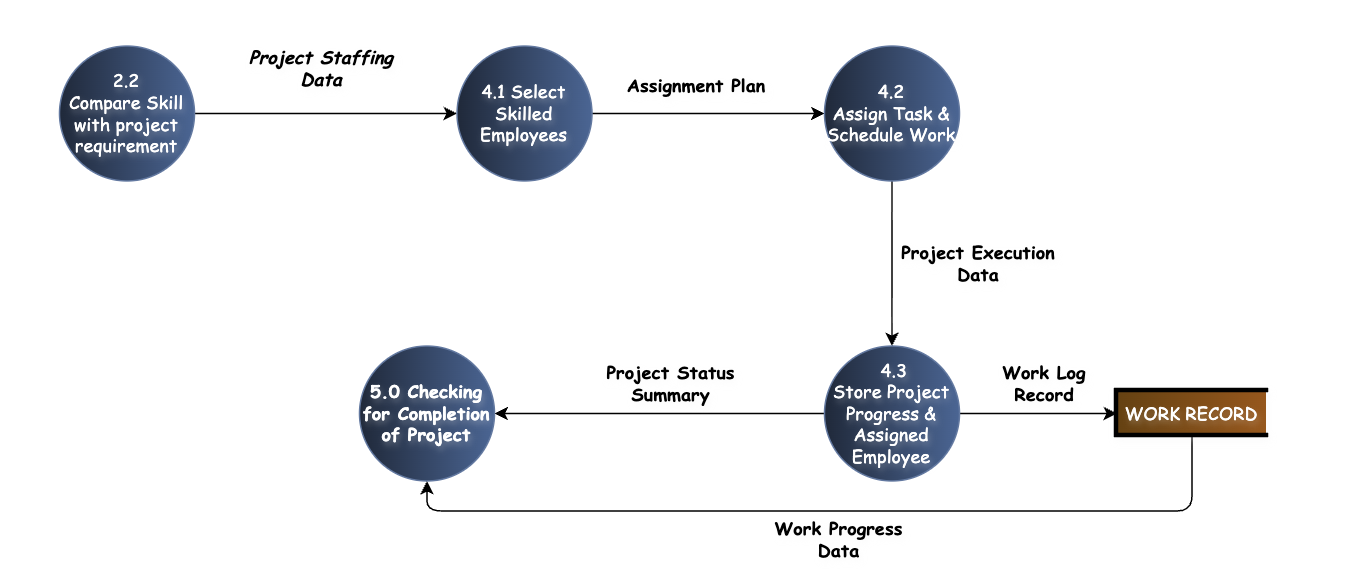 2.2
Compare Skill
with project
requirement
Project Staffing
Data
4.1 Select
Skilled
Employees
Assignment Plan
4.2
Assign Task &
Schedule Work
Project Execution
Data
5.0 Checking
for Completion
of Project
Project Status
Summary
4.3
Store Project
Progress &
Assigned
Employee
Work Log
Record
WORK RECORD
Work Progress
Data